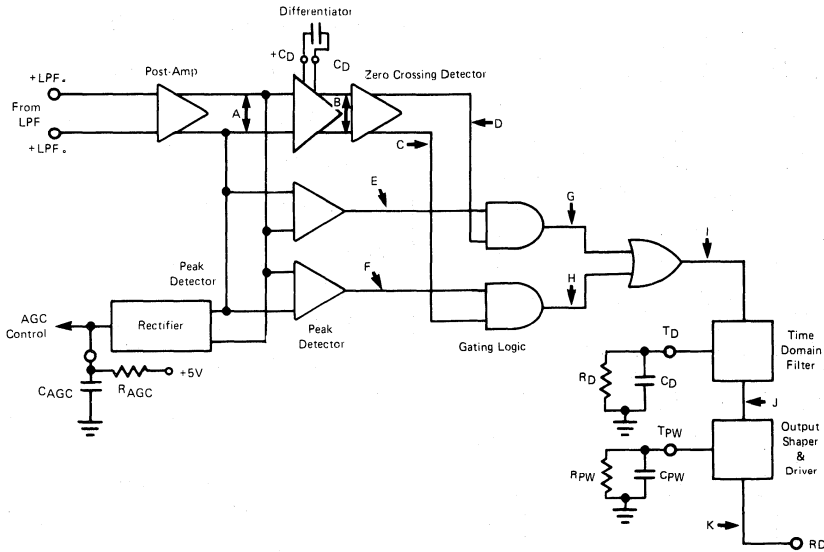 Differentiator
+CD
CD
Post-Amp
Zero Crossing Detector
+LPF.
From
LPF
+LPF.
A
B
C
D
E
F
G
H
I
Peak
Detector
Peak
Detector
Gating Logic
AGC
Control
Rectifier
CAGC
RAGC
+5V
TD
RD
CD
Time
Domain
Filter
J
TPW
RPW
CPW
Output
Shaper
&
Driver
K
RD